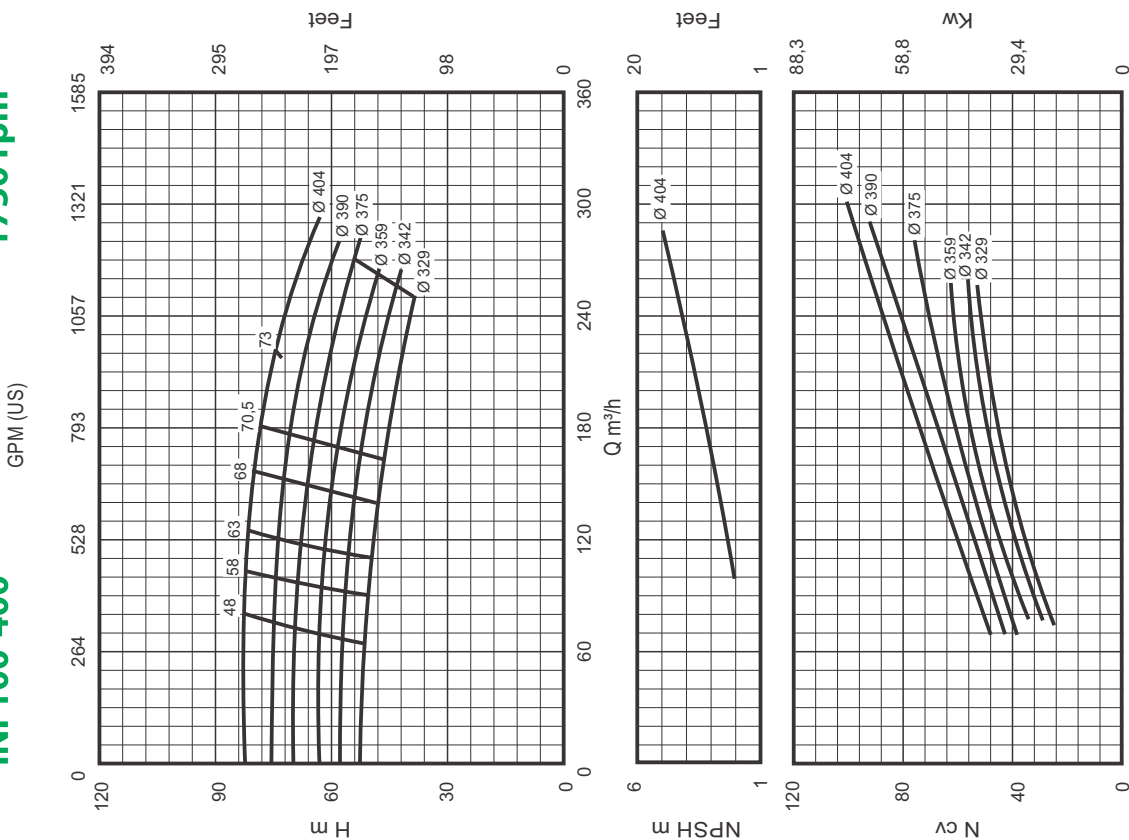 1750 rpm
GPM (US)
0 264 528 793 1057 1321 1585
H m
120
90
60
30
0
Feet
394
295
197
98
0
48
58
63
68
70,5
73
Ø 404
Ø 390
Ø 375
Ø 359
Ø 342
Ø 329
0 60 120 180 240 300 360
Q m³/h
NPSH m
6
1
Feet
20
1
Ø 404
N cv
120
80
40
0
Kw
88,3
58,8
29,4
0
Ø 404
Ø 390
Ø 375
Ø 359
Ø 342
Ø 329